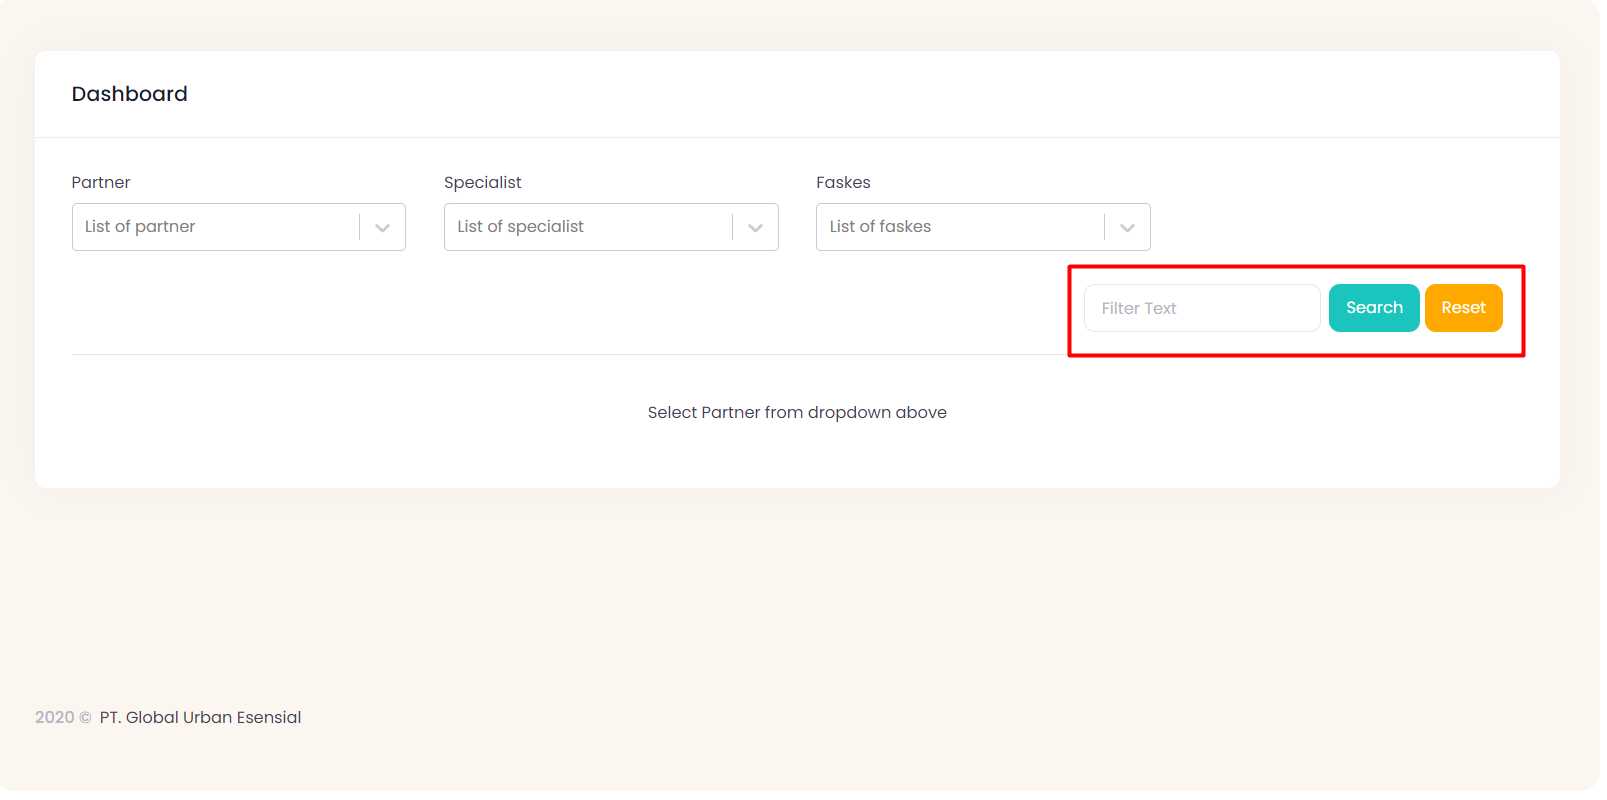 Dashboard
Partner
Specialist
Faskes
List of partner
List of specialist
List of faskes
Filter Text
Search
Reset
Select Partner from dropdown above
2020 © PT. Global Urban Esensial